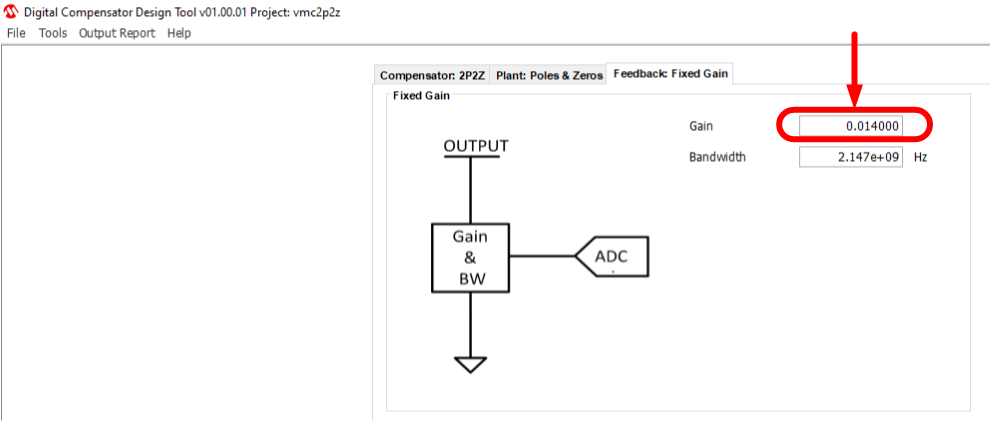 Digital Compensator Design Tool v01.00.01 Project: vmc2p2z
File Tools Output Report Help
Compensator: 2P2Z Plant: Poles & Zeros Feedback: Fixed Gain
Fixed Gain
Gain 0.014000
Bandwidth 2.147e+09 Hz
OUTPUT
Gain
&
BW
ADC